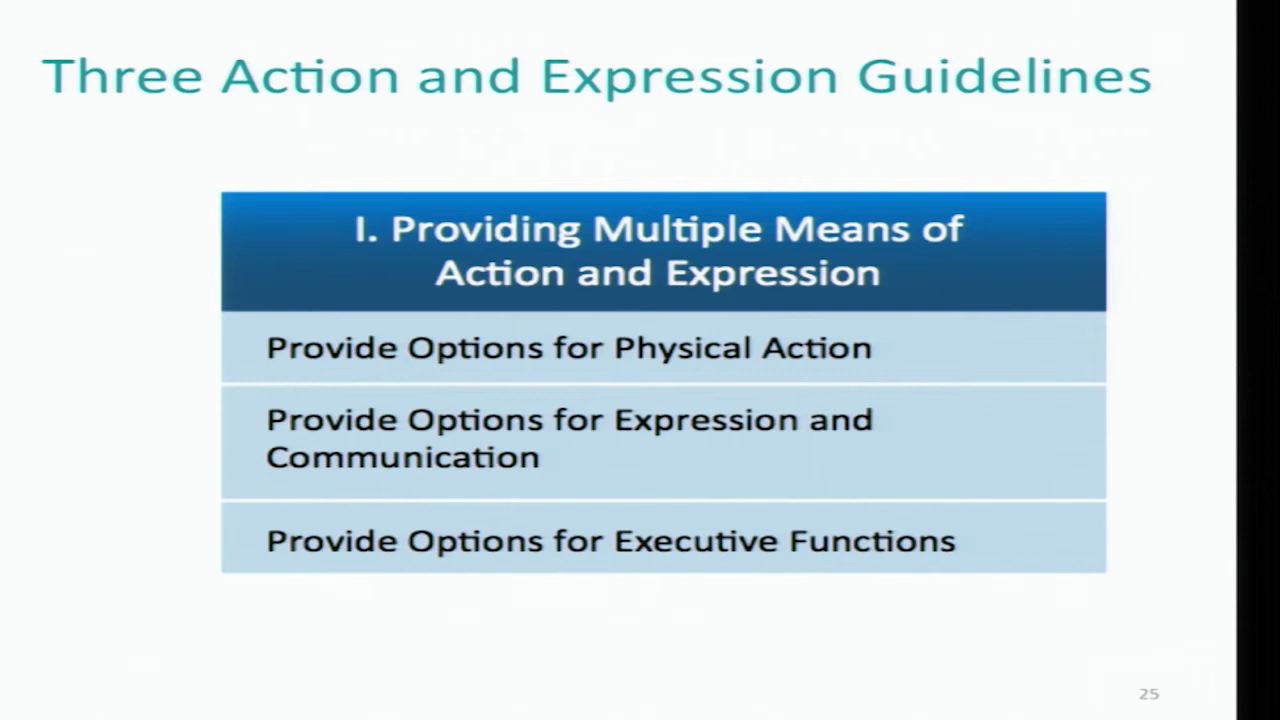 Three Action and Expression Guidelines
I. Providing Multiple Means of
Action and Expression
Provide Options for Physical Action
Provide Options for Expression and
Communication
Provide Options for Executive Functions
25